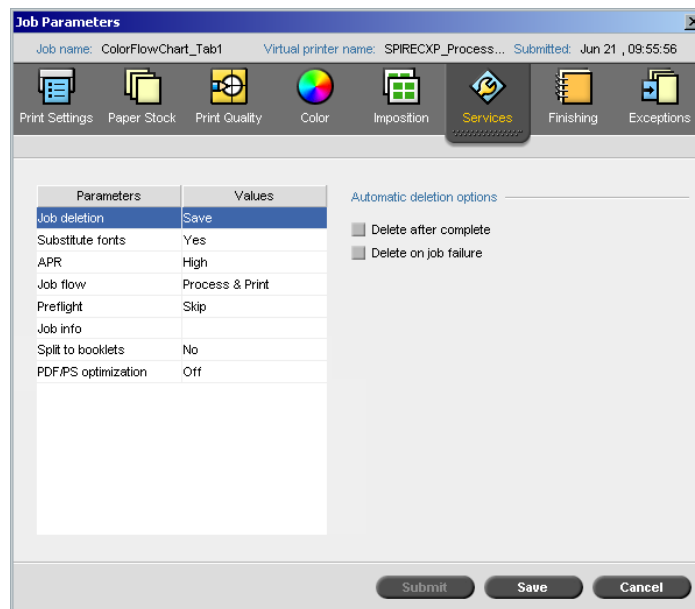 Job Parameters
Job name: ColorFlowChart_Tab1 Virtual printer name: SPIRECXP_Process... Submitted: Jun 21 , 09:55:56
Print Settings Paper Stock Print Quality Color Imposition Services Finishing Exceptions
Parameters Values
Automatic deletion options
Job deletion Save
Delete after complete
Substitute fonts Yes
Delete on job failure
APR High
Job flow Process & Print
Preflight Skip
Job info
Split to booklets No
PDF/PS optimization Off
Submit Save Cancel